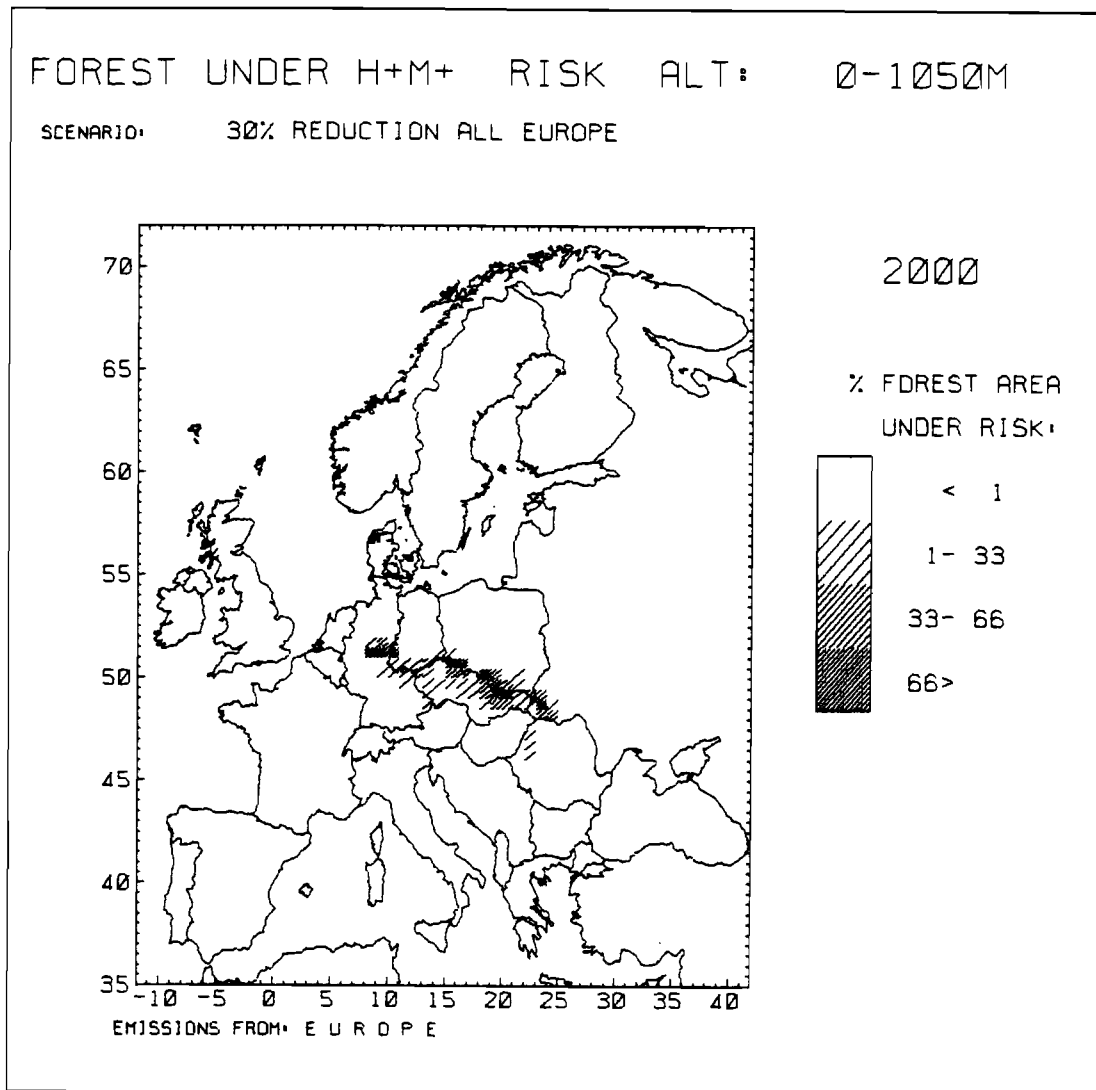 FOREST UNDER H+M+ RISK ALT: 0-1050M
SCENARIO: 30% REDUCTION ALL EUROPE
2000
% FOREST AREA
UNDER RISK:
< 1
1- 33
33- 66
66>
70
65
60
55
50
45
40
35
-10 -5 0 5 10 15 20 25 30 35 40
EMISSIONS FROM: E U R O P E